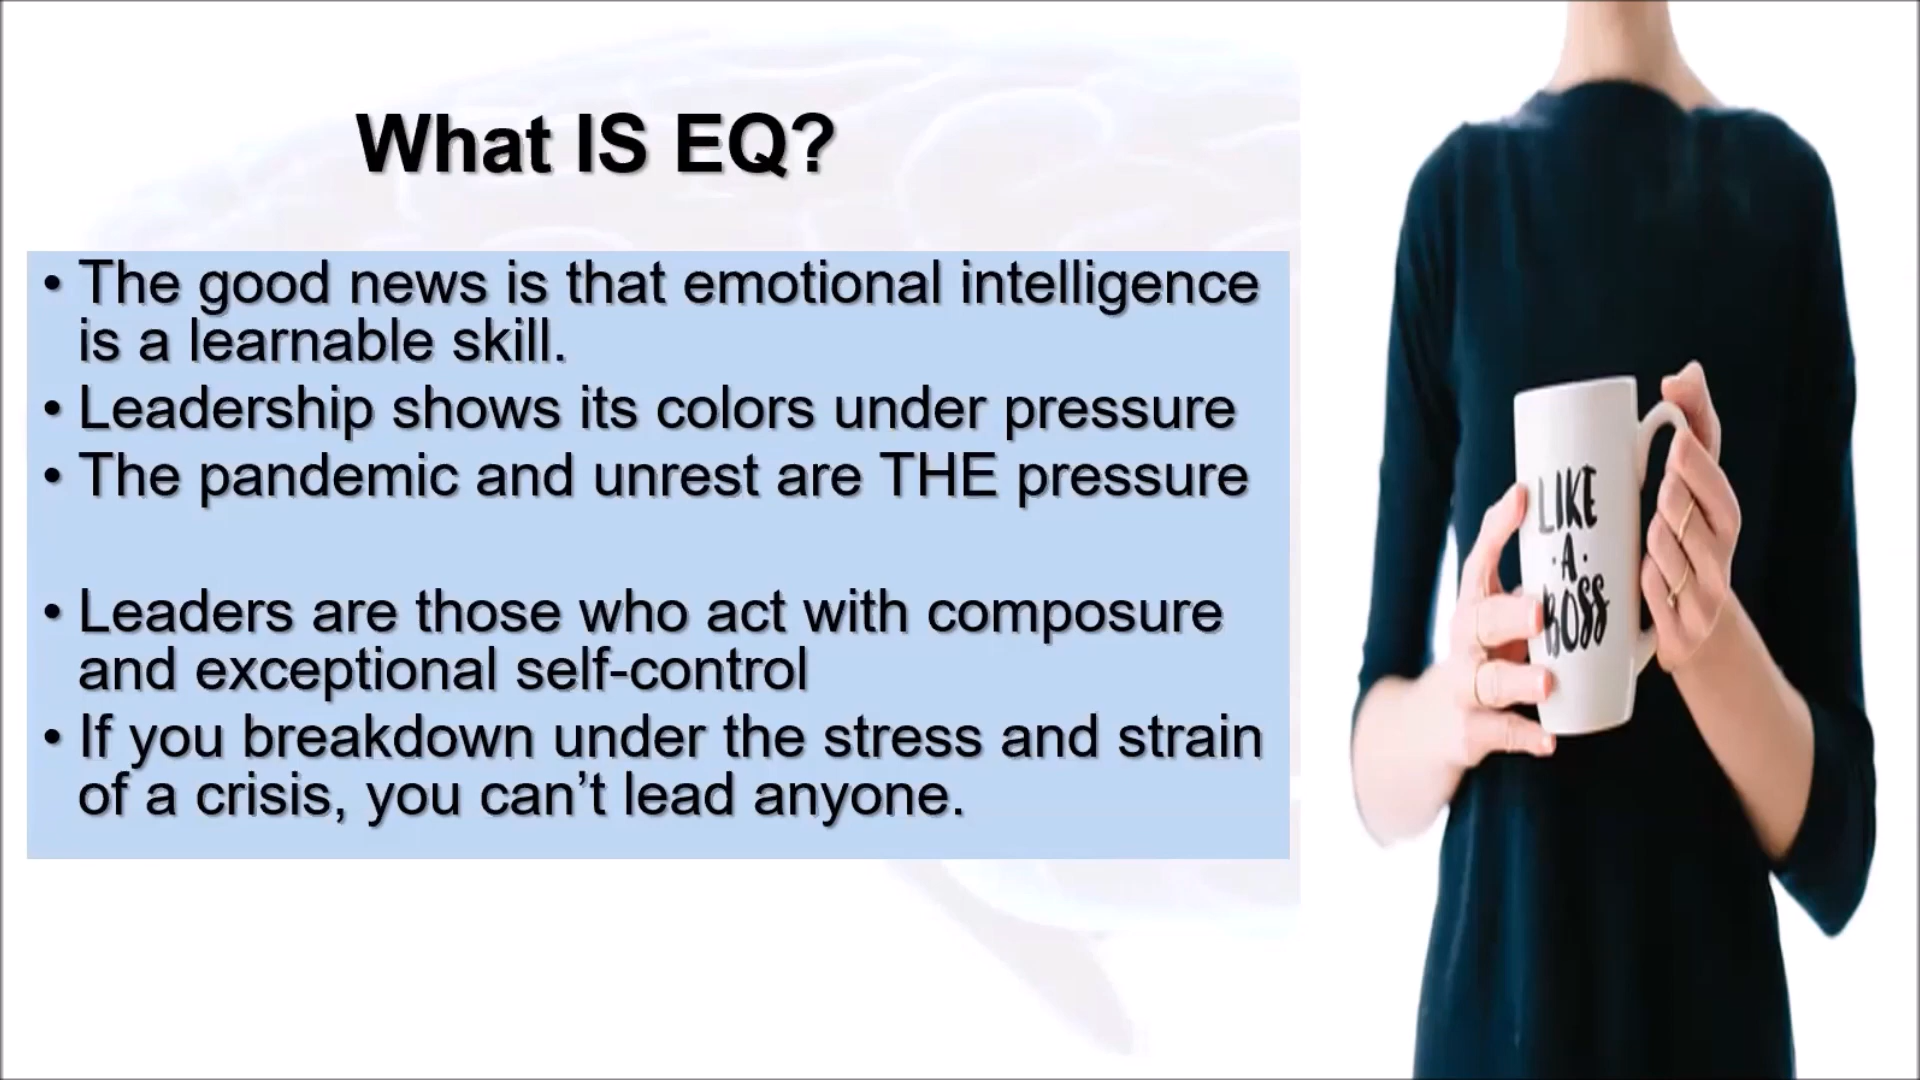 What IS EQ?
• The good news is that emotional intelligence
is a learnable skill.
• Leadership shows its colors under pressure
• The pandemic and unrest are THE pressure
• Leaders are those who act with composure
and exceptional self-control
• If you breakdown under the stress and strain
of a crisis, you can’t lead anyone.
LIKE
·A·
BOSS